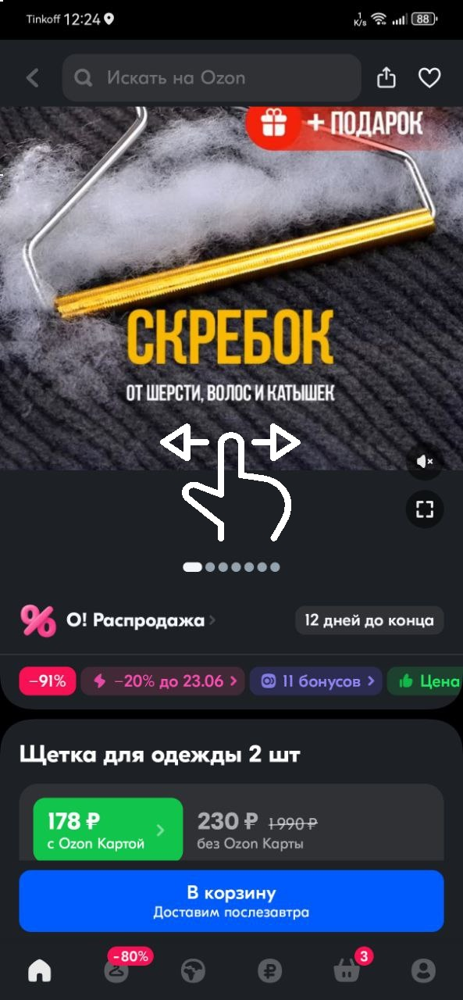 Tinkoff 12:24
1 K/s 88
Искать на Ozon
+ ПОДАРОК
СКРЕБОК
ОТ ШЕРСТИ, ВОЛОС И КАТЫШЕК
% О! Распродажа
12 дней до конца
–91%
–20% до 23.06
11 бонусов
Цена
Щетка для одежды 2 шт
178 ₽
с Ozon Картой
230 ₽ 1 990 ₽
без Ozon Карты
В корзину
Доставим послезавтра
-80%
₽
3